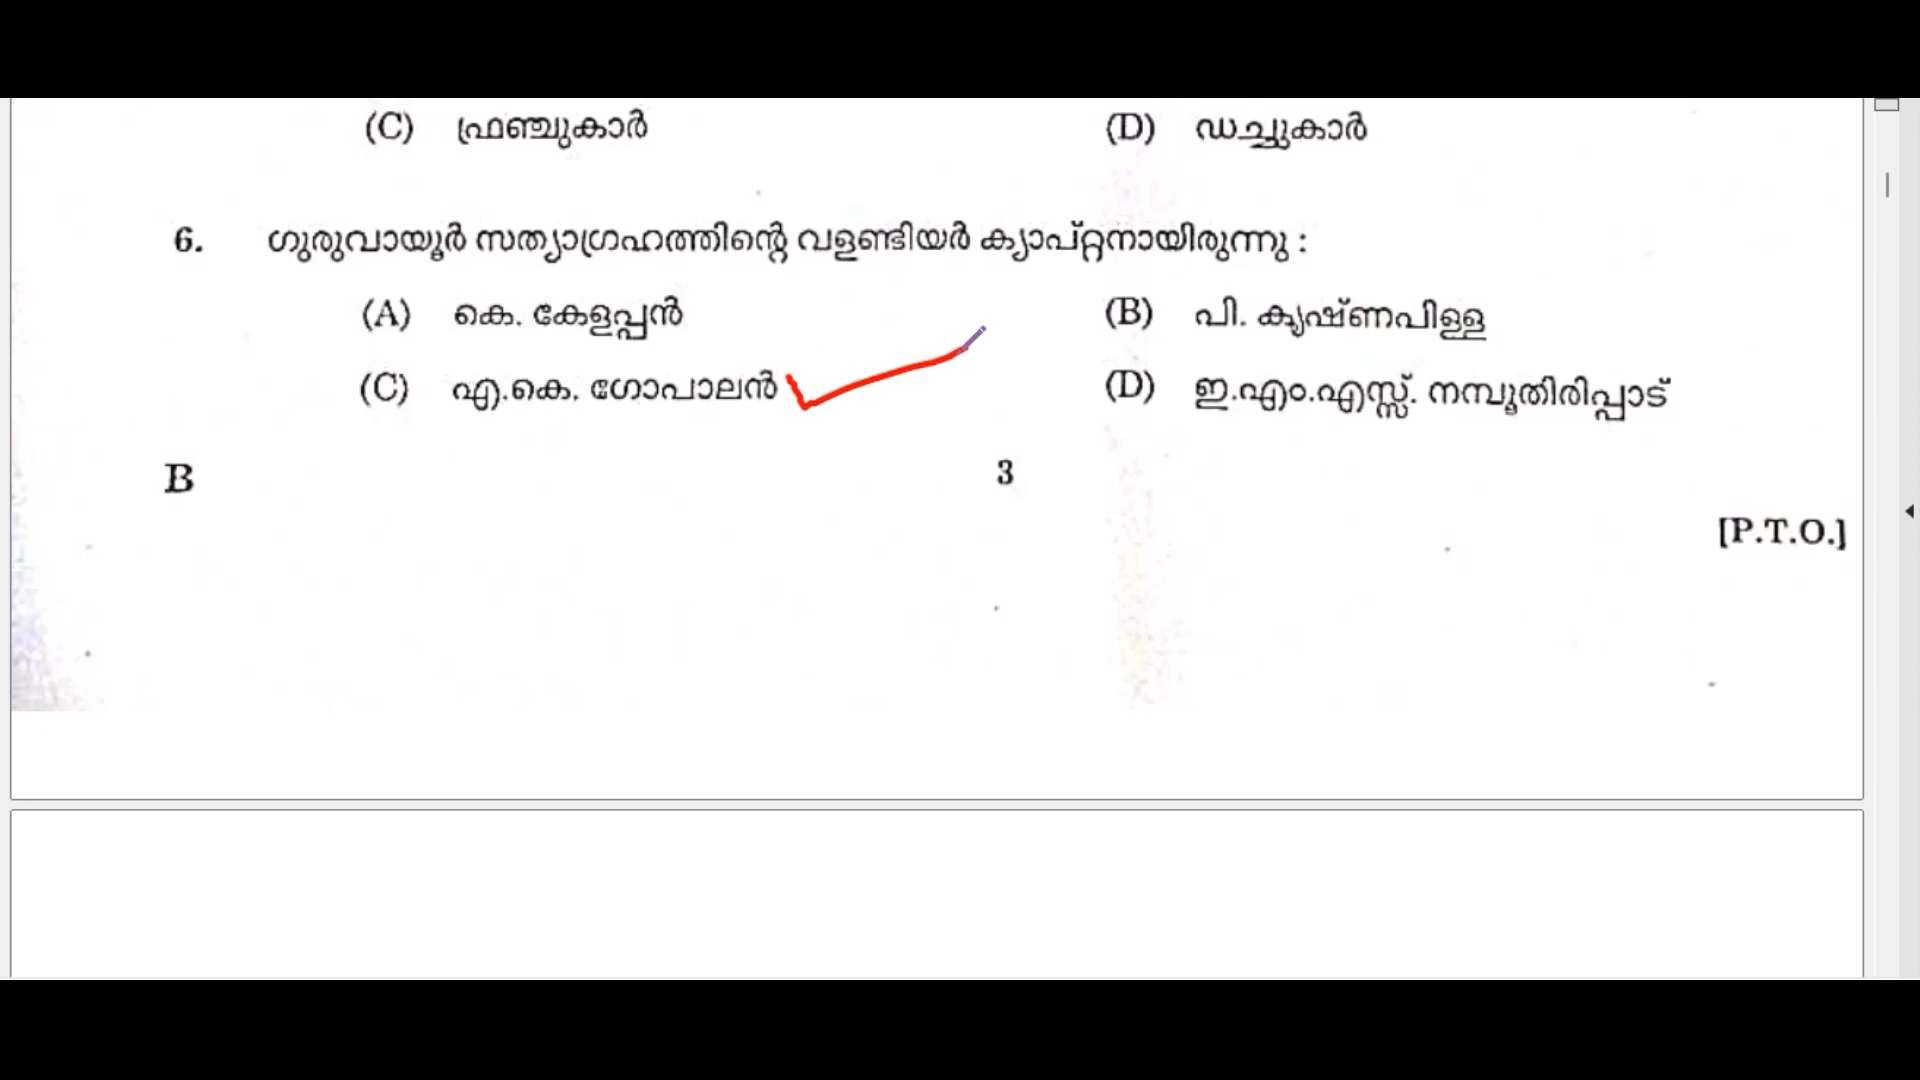 (C) ഫ്രഞ്ചുകാർ (D) ഡച്ചുകാർ
6. ഗുരുവായൂർ സത്യാഗ്രഹത്തിന്റെ വളണ്ടിയർ ക്യാപ്റ്റനായിരുന്നു :
(A) കെ. കേളപ്പൻ (B) പി. കൃഷ്ണപിള്ള
(C) എ.കെ. ഗോപാലൻ (D) ഇ.എം.എസ്സ്. നമ്പൂതിരിപ്പാട്
B 3
[P.T.O.]